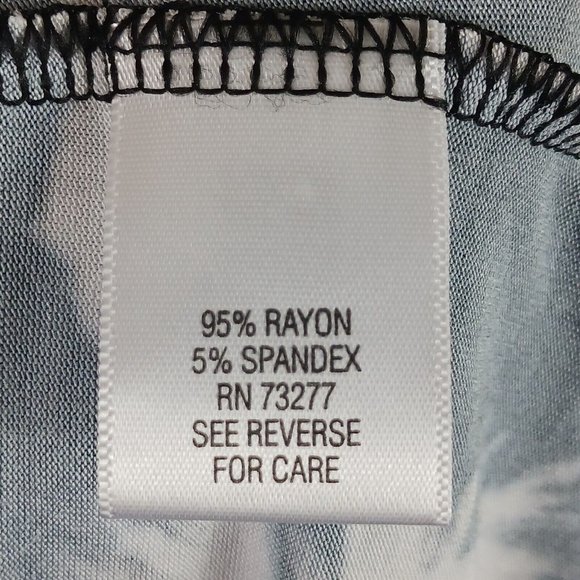 95% RAYON
5% SPANDEX
RN 73277
SEE REVERSE
FOR CARE